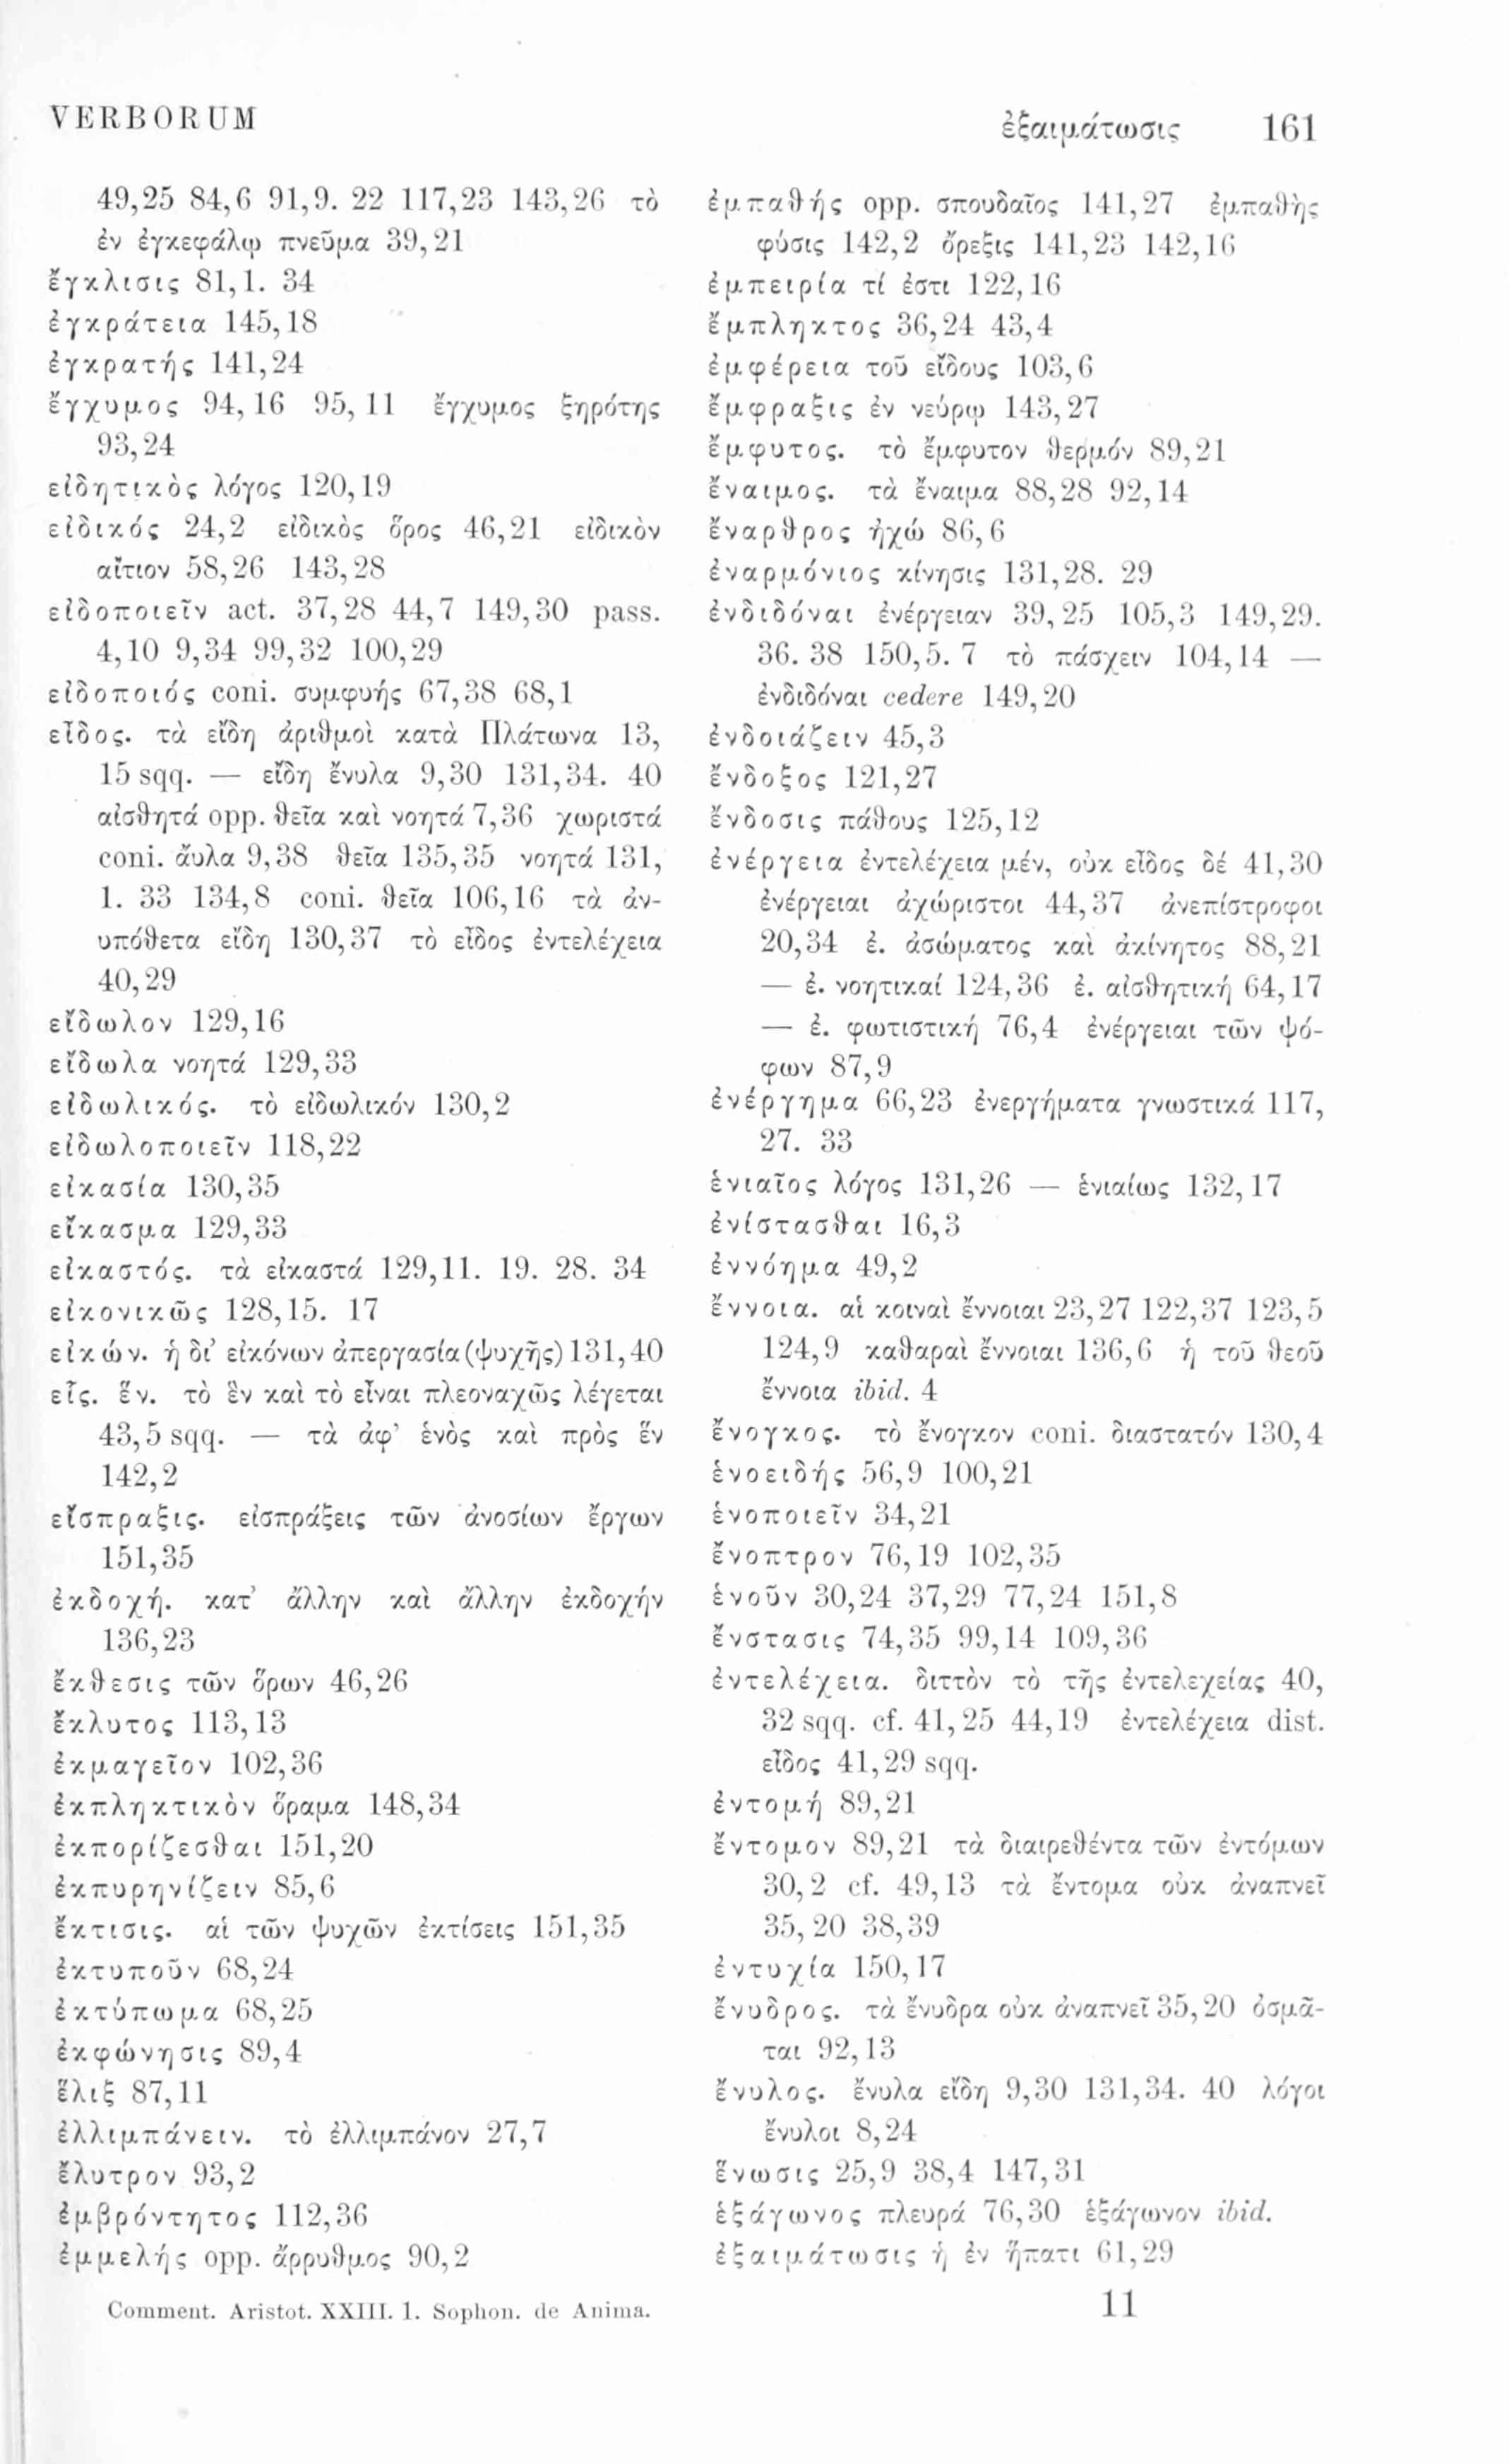 VERBORUM
ἐξαιμάτωσις 161
49,25 84,6 91,9. 22 117,23 143,26 τὸ
ἐν ἐγκεφάλῳ πνεῦμα 39,21
ἔγκλισις 81,1. 34
ἐγκράτεια 145,18
ἐγκρατής 141,24
ἔγχυμος 94,16 95,11 ἔγχυμος ξηρότης
93,24
εἰδητικὸς λόγος 120,19
εἰδικός 24,2 εἰδικὸς ὅρος 46,21 εἰδικὸν
αἴτιον 58,26 143,28
εἰδοποιεῖν act. 37,28 44,7 149,30 pass.
4,10 9,34 99,32 100,29
εἰδοποιός coni. συμφυής 67,38 68,1
εἶδος. τὰ εἴδη ἀριθμοὶ κατὰ Πλάτωνα 13,
15 sqq. — εἴδη ἔνυλα 9,30 131,34. 40
αἰσθητά opp. θεῖα καὶ νοητά 7,36 χωριστά
coni. ἄυλα 9,38 θεῖα 135,35 νοητά 131,
1. 33 134,8 coni. θεῖα 106,16 τὰ ἀν-
υπόθετα εἴδη 130,37 τὸ εἶδος ἐντελέχεια
40,29
εἴδωλον 129,16
εἴδωλα νοητά 129,33
εἰδωλικός. τὸ εἰδωλικόν 130,2
εἰδωλοποιεῖν 118,22
εἰκασία 130,35
εἴκασμα 129,33
εἰκαστός. τὰ εἰκαστά 129,11. 19. 28. 34
εἰκονικῶς 128,15. 17
εἰκών. ἡ δι’ εἰκόνων ἀπεργασία (ψυχῆς) 131,40
εἷς. ἕν. τὸ ἓν καὶ τὸ εἶναι πλεοναχῶς λέγεται
43,5 sqq. — τὰ ἀφ’ ἑνὸς καὶ πρὸς ἕν
142,2
εἴσπραξις. εἰσπράξεις τῶν ἀνοσίων ἔργων
151,35
ἐκδοχή. κατ’ ἄλλην καὶ ἄλλην ἐκδοχήν
136,23
ἔκθεσις τῶν ὅρων 46,26
ἔκλυτος 113,13
ἐκμαγεῖον 102,36
ἐκπληκτικὸν ὅραμα 148,34
ἐκπορίζεσθαι 151,20
ἐκπυρηνίζειν 85,6
ἔκτισις. αἱ τῶν ψυχῶν ἐκτίσεις 151,35
ἐκτυποῦν 68,24
ἐκτύπωμα 68,25
ἐκφώνησις 89,4
ἕλιξ 87,11
ἐλλιμπάνειν. τὸ ἐλλιμπάνον 27,7
ἔλυτρον 93,2
ἐμβρόντητος 112,36
ἐμμελής opp. ἄρρυθμος 90,2
ἐμπαθής opp. σπουδαῖος 141,27 ἐμπαθὴς
φύσις 142,2 ὄρεξις 141,23 142,16
ἐμπειρία τί ἐστι 122,16
ἔμπληκτος 36,24 43,4
ἐμφέρεια τοῦ εἴδους 103,6
ἔμφραξις ἐν νεύρῳ 143,27
ἔμφυτος. τὸ ἔμφυτον θερμόν 89,21
ἔναιμος. τὰ ἔναιμα 88,28 92,14
ἔναρθρος ἠχώ 86,6
ἐναρμόνιος κίνησις 131,28. 29
ἐνδιδόναι ἐνέργειαν 39,25 105,3 149,29.
36. 38 150,5. 7 τὸ πάσχειν 104,14 —
ἐνδιδόναι cedere 149,20
ἐνδοιάζειν 45,3
ἔνδοξος 121,27
ἔνδοσις πάθους 125,12
ἐνέργεια ἐντελέχεια μέν, οὐκ εἶδος δέ 41,30
ἐνέργειαι ἀχώριστοι 44,37 ἀνεπίστροφοι
20,34 ἐ. ἀσώματος καὶ ἀκίνητος 88,21
— ἐ. νοητικαί 124,36 ἐ. αἰσθητική 64,17
— ἐ. φωτιστική 76,4 ἐνέργειαι τῶν ψό-
φων 87,9
ἐνέργημα 66,23 ἐνεργήματα γνωστικά 117,
27. 33
ἑνιαῖος λόγος 131,26 — ἑνιαίως 132,17
ἐνίστασθαι 16,3
ἐννόημα 49,2
ἔννοια. αἱ κοιναὶ ἔννοιαι 23,27 122,37 123,5
124,9 καθαραὶ ἔννοιαι 136,6 ἡ τοῦ θεοῦ
ἔννοια ibid. 4
ἔνογκος. τὸ ἔνογκον coni. διαστατόν 130,4
ἑνοειδής 56,9 100,21
ἑνοποιεῖν 34,21
ἔνοπτρον 76,19 102,35
ἑνοῦν 30,24 37,29 77,24 151,8
ἔνστασις 74,35 99,14 109,36
ἐντελέχεια. διττὸν τὸ τῆς ἐντελεχείας 40,
32 sqq. cf. 41,25 44,19 ἐντελέχεια dist.
εἶδος 41,29 sqq.
ἐντομή 89,21
ἔντομον 89,21 τὰ διαιρεθέντα τῶν ἐντόμων
30,2 cf. 49,13 τὰ ἔντομα οὐκ ἀναπνεῖ
35,20 38,39
ἐντυχία 150,17
ἔνυδρος. τὰ ἔνυδρα οὐκ ἀναπνεῖ 35,20 ὀσμᾶ-
ται 92,13
ἔνυλος. ἔνυλα εἴδη 9,30 131,34. 40 λόγοι
ἔνυλοι 8,24
ἕνωσις 25,9 38,4 147,31
ἑξάγωνος πλευρά 76,30 ἑξάγωνον ibid.
ἐξαιμάτωσις ἡ ἐν ἥπατι 61,29
Comment. Aristot. XXIII. 1. Sophon. de Anima.
11